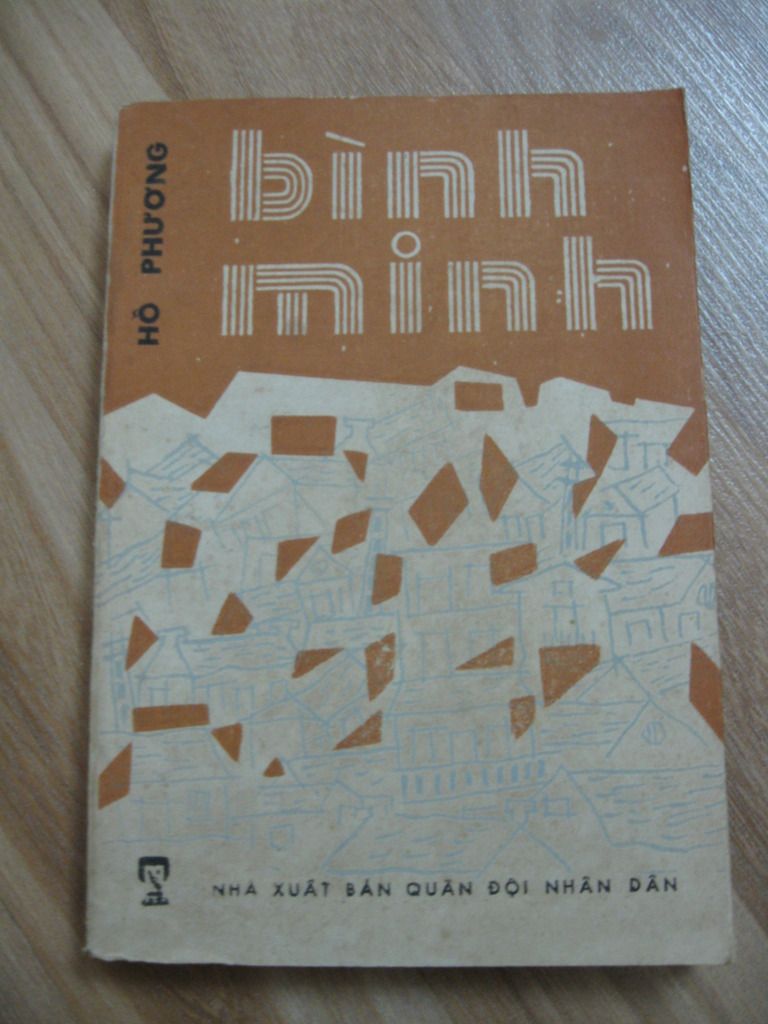 HỒ PHƯƠNG
bình
minh
NHÀ XUẤT BẢN QUÂN ĐỘI NHÂN DÂN